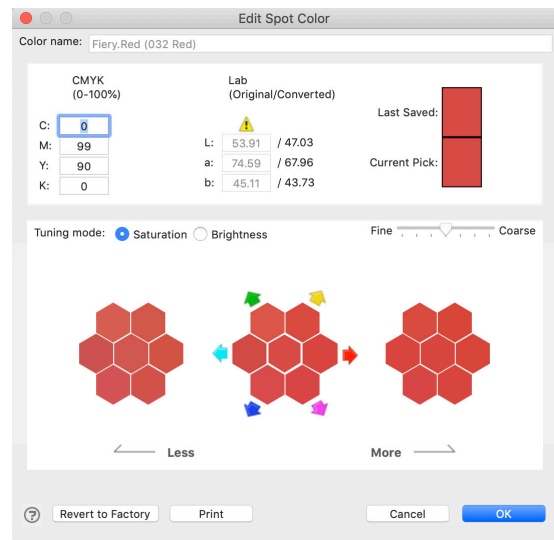 Edit Spot Color
Color name: Fiery.Red (032 Red)
CMYK
(0-100%)
Lab
(Original/Converted)
C: 0
M: 99
Y: 90
K: 0
L: 53.91 / 47.03
a: 74.59 / 67.96
b: 45.11 / 43.73
Last Saved:
Current Pick:
Tuning mode: Saturation Brightness
Fine Coarse
Less More
? Revert to Factory Print Cancel OK